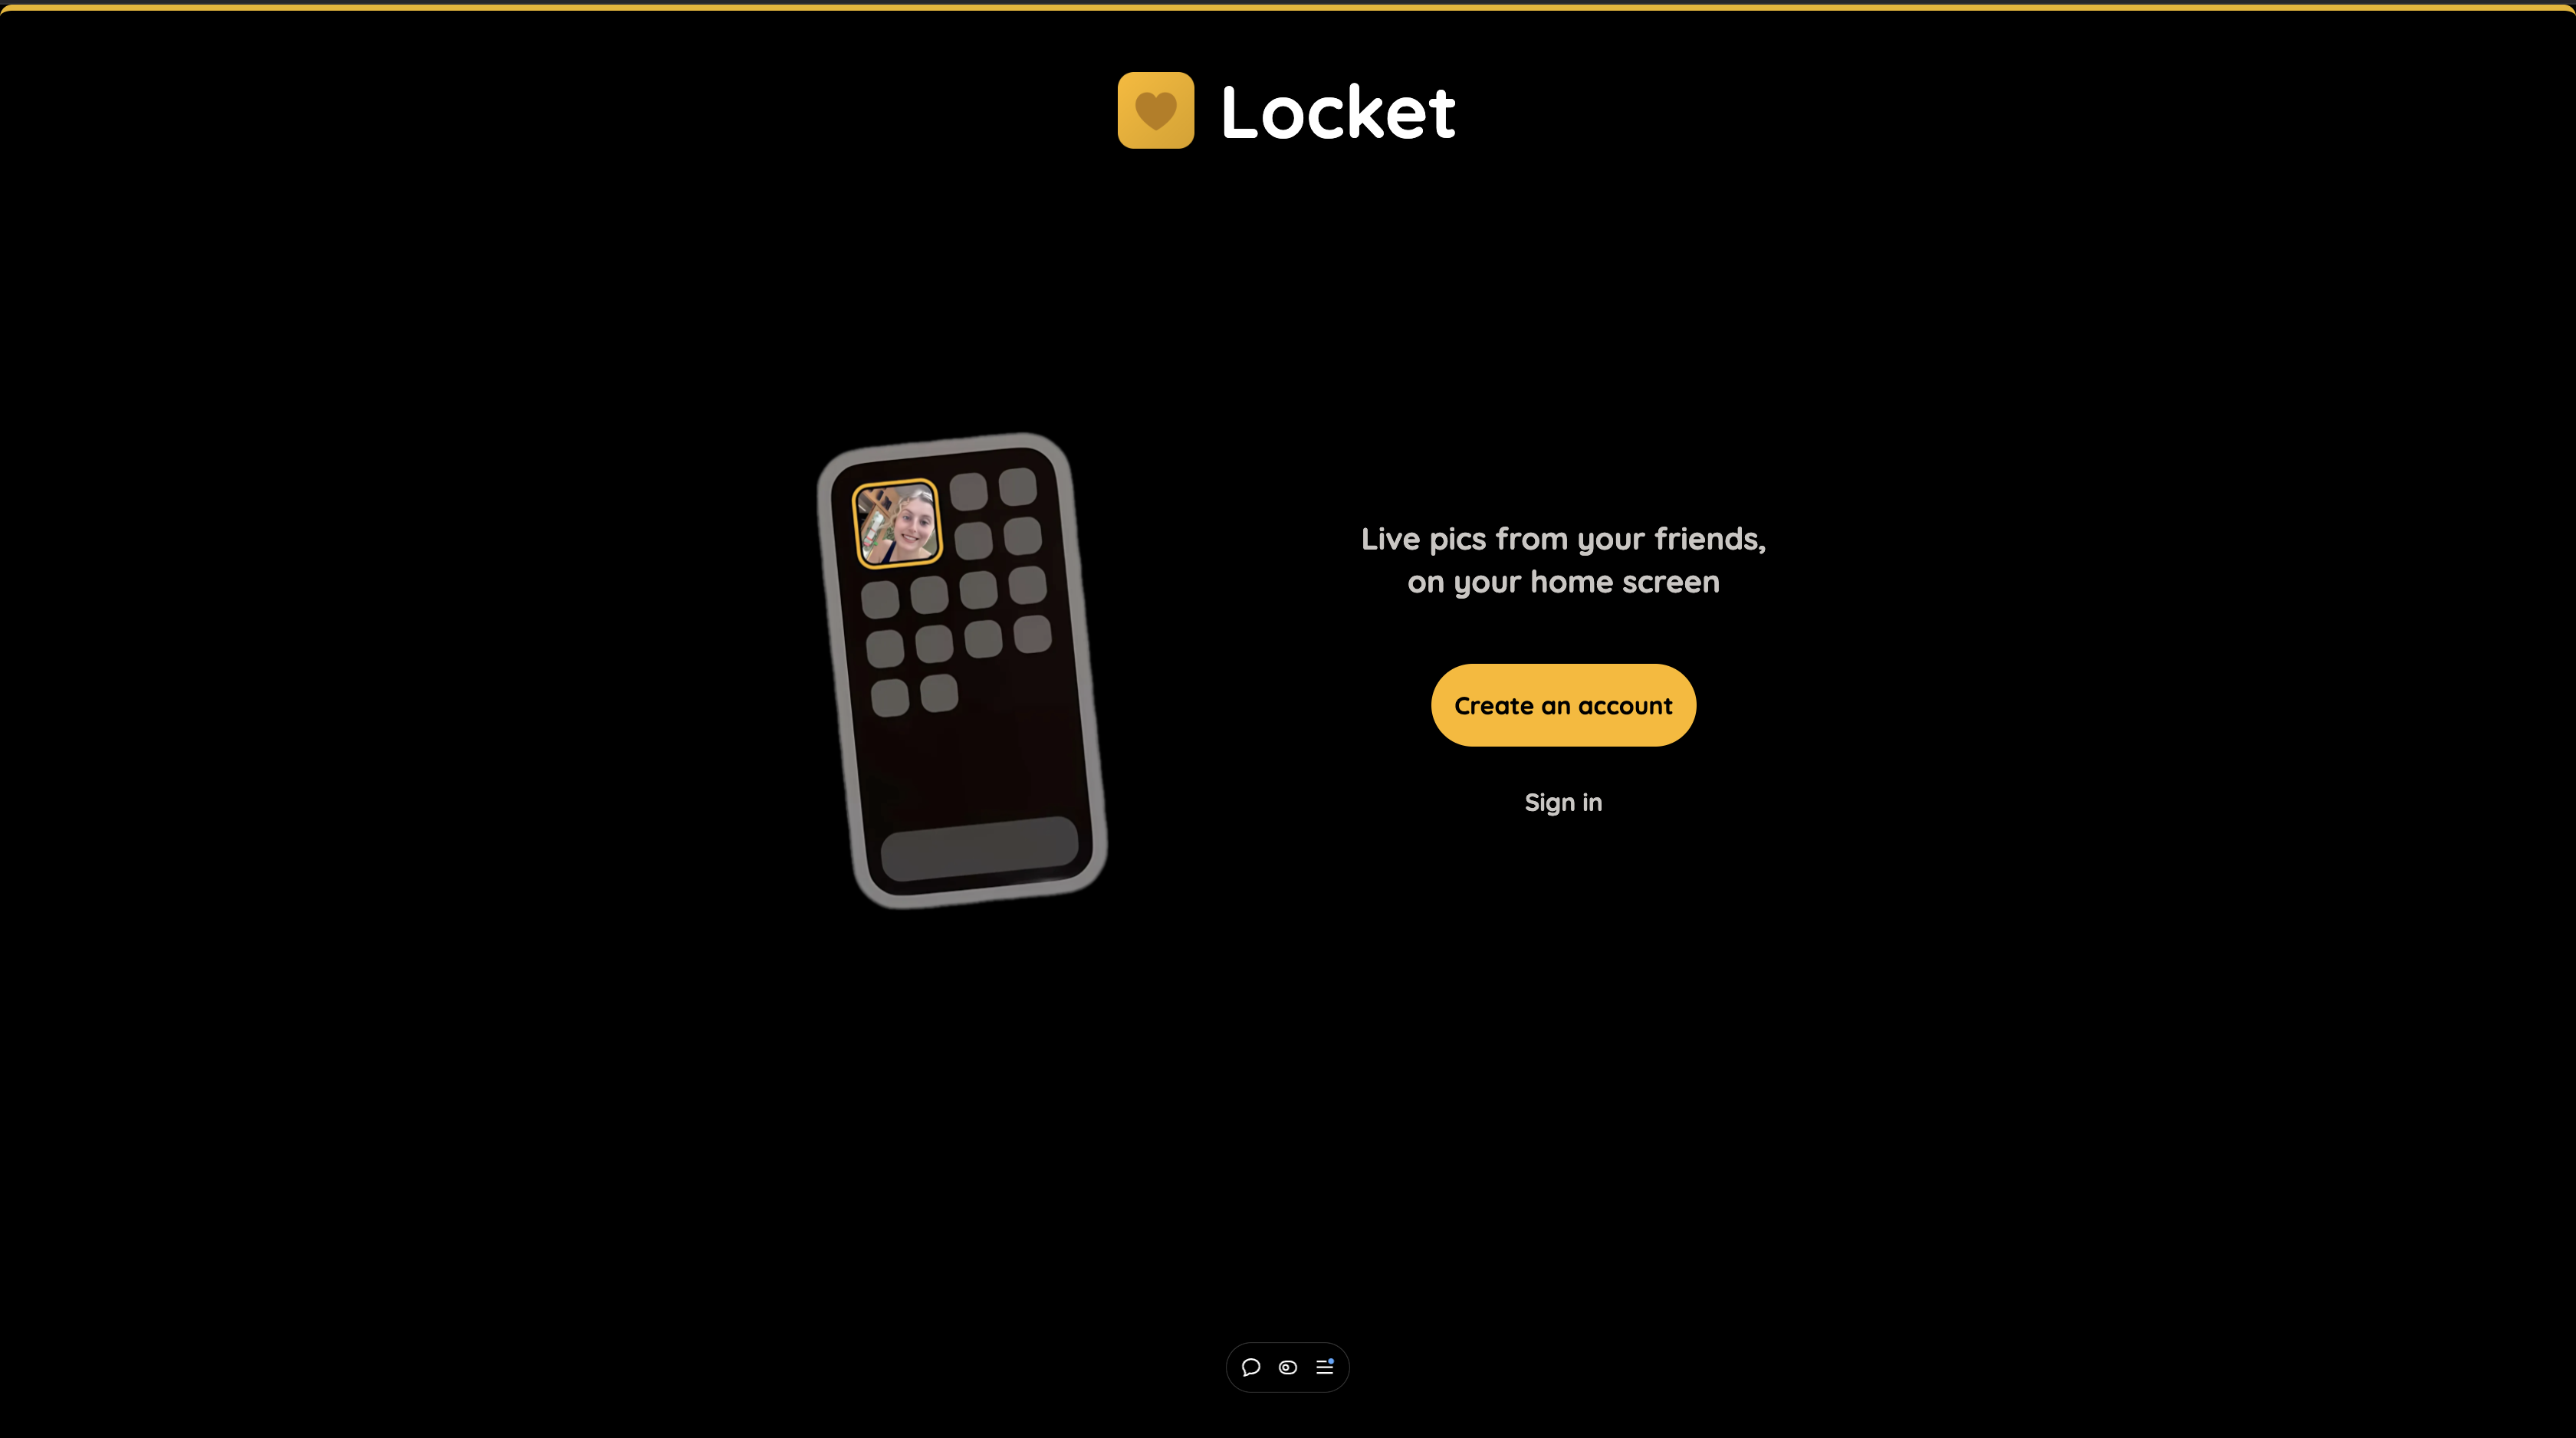 Locket
Live pics from your friends,
on your home screen
Create an account
Sign in